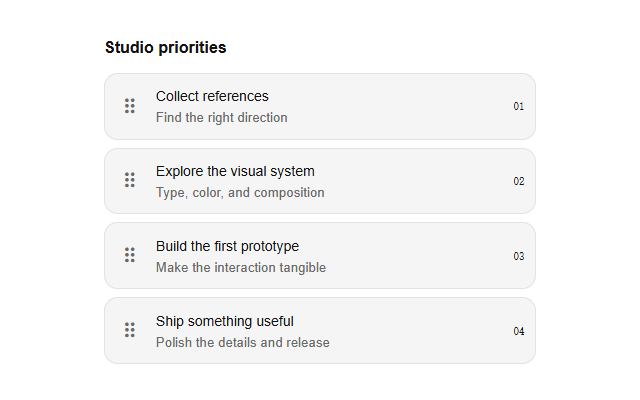 Studio priorities
Collect references
Find the right direction
01
Explore the visual system
Type, color, and composition
02
Build the first prototype
Make the interaction tangible
03
Ship something useful
Polish the details and release
04